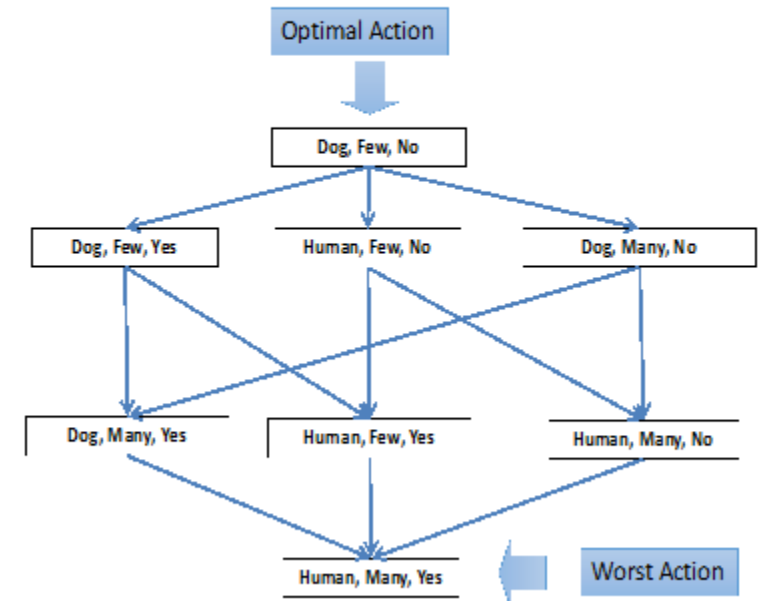 Optimal Action
Dog, Few, No
Dog, Few, Yes
Human, Few, No
Dog, Many, No
Dog, Many, Yes
Human, Few, Yes
Human, Many, No
Human, Many, Yes
Worst Action